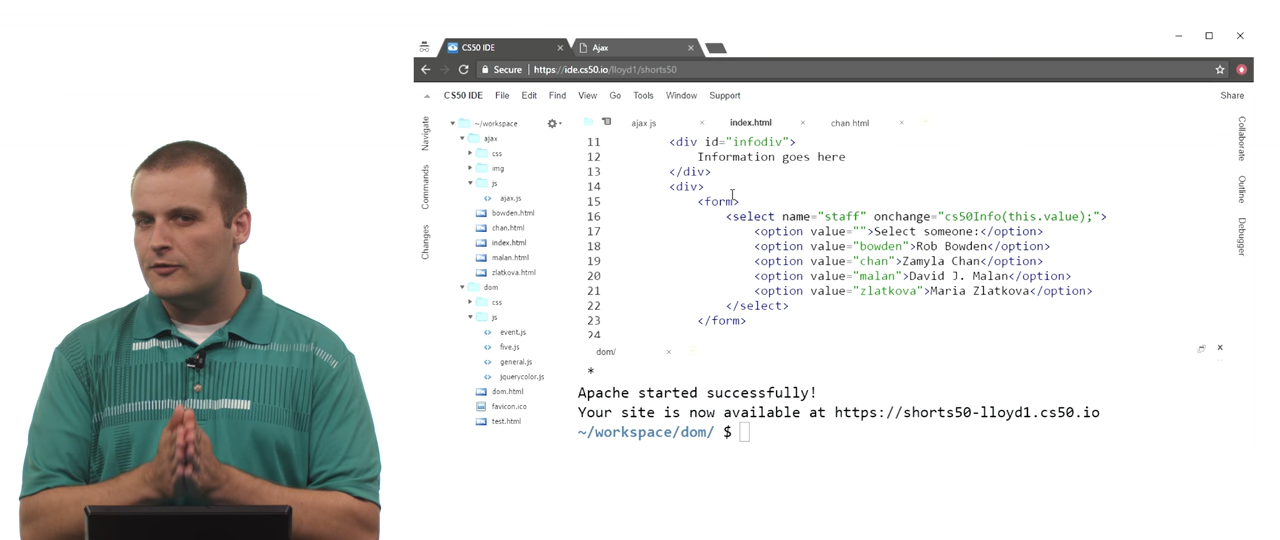 CS50 IDE
Ajax
Secure https://ide.cs50.io/lloyd1/shorts50
CS50 IDE File Edit Find View Go Tools Window Support Share
Navigate
Commands
Changes
~/workspace
ajax
css
img
js
ajax.js
bowden.html
chan.html
index.html
malan.html
zlatkova.html
dom
css
js
event.js
five.js
general.js
jquerycolor.js
dom.html
favicon.ico
test.html
ajax.js index.html chan.html
11 <div id="infodiv">
12 Information goes here
13 </div>
14 <div>
15 <form>
16 <select name="staff" onchange="cs50Info(this.value);">
17 <option value="">Select someone:</option>
18 <option value="bowden">Rob Bowden</option>
19 <option value="chan">Zamyla Chan</option>
20 <option value="malan">David J. Malan</option>
21 <option value="zlatkova">Maria Zlatkova</option>
22 </select>
23 </form>
24
dom/
*
Apache started successfully!
Your site is now available at https://shorts50-lloyd1.cs50.io
~/workspace/dom/ $
Collaborate
Outline
Debugger